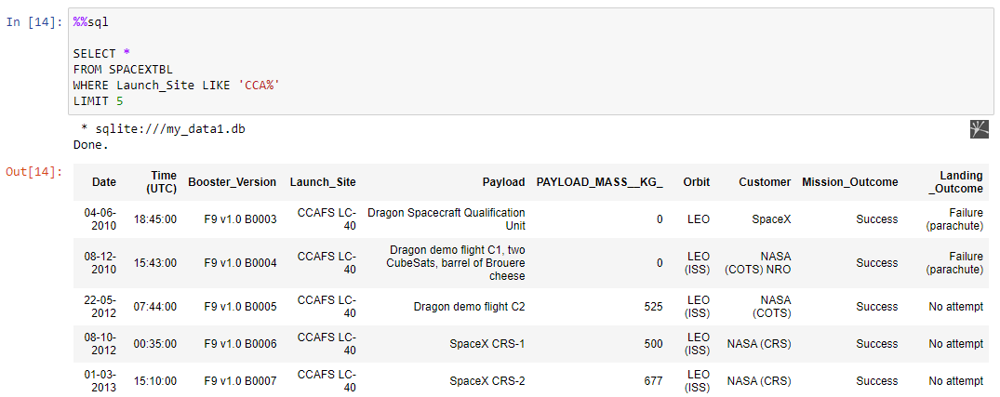 In [14]: %%sql
SELECT *
FROM SPACEXTBL
WHERE Launch_Site LIKE 'CCA%'
LIMIT 5
* sqlite:///my_data1.db
Done.
Out[14]:
Date Time (UTC) Booster_Version Launch_Site Payload PAYLOAD_MASS__KG_ Orbit Customer Mission_Outcome Landing _Outcome
04-06-2010 18:45:00 F9 v1.0 B0003 CCAFS LC-40 Dragon Spacecraft Qualification Unit 0 LEO SpaceX Success Failure (parachute)
08-12-2010 15:43:00 F9 v1.0 B0004 CCAFS LC-40 Dragon demo flight C1, two CubeSats, barrel of Brouere cheese 0 LEO (ISS) NASA (COTS) NRO Success Failure (parachute)
22-05-2012 07:44:00 F9 v1.0 B0005 CCAFS LC-40 Dragon demo flight C2 525 LEO (ISS) NASA (COTS) Success No attempt
08-10-2012 00:35:00 F9 v1.0 B0006 CCAFS LC-40 SpaceX CRS-1 500 LEO (ISS) NASA (CRS) Success No attempt
01-03-2013 15:10:00 F9 v1.0 B0007 CCAFS LC-40 SpaceX CRS-2 677 LEO (ISS) NASA (CRS) Success No attempt